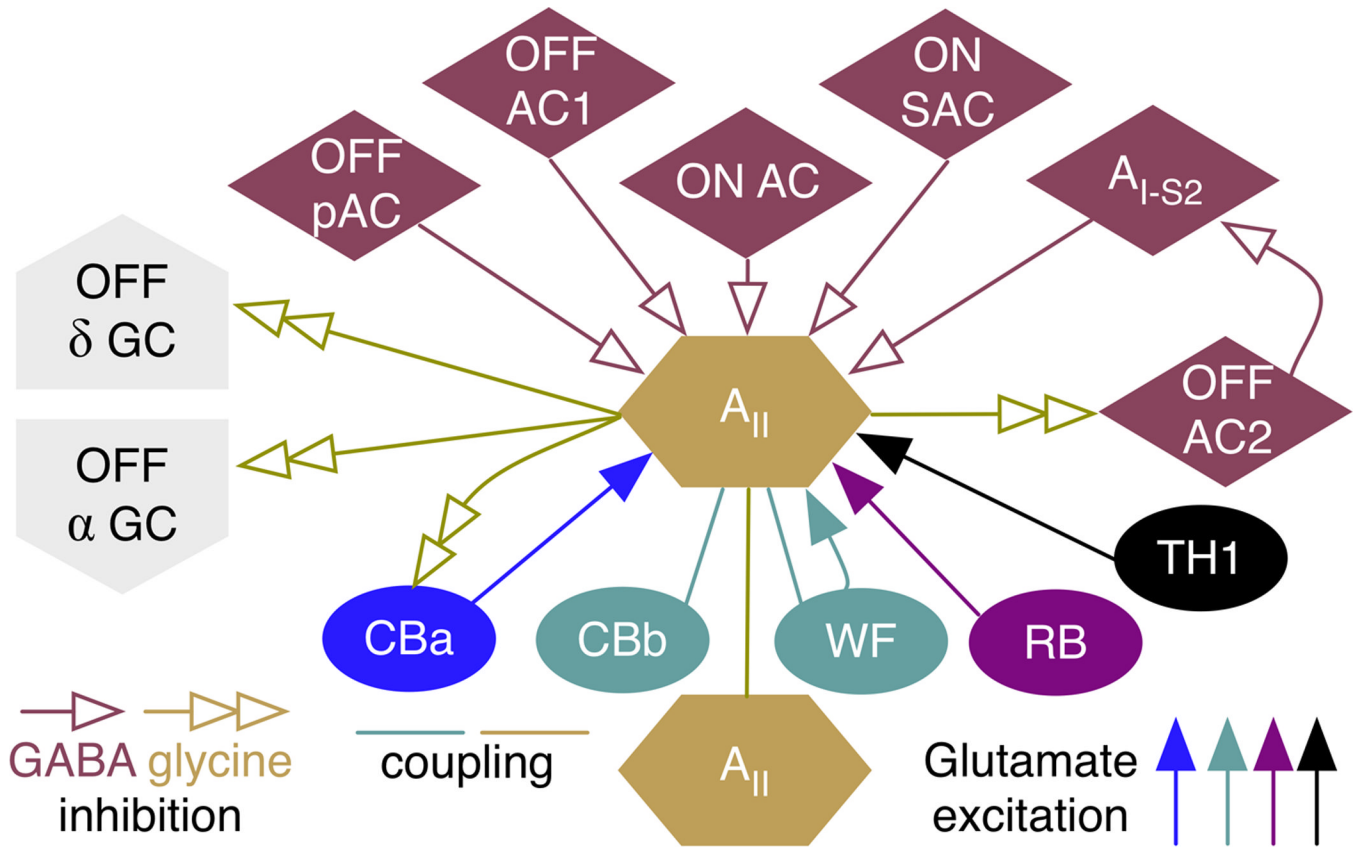 OFF
AC1
ON
SAC
OFF
pAC
ON AC
A_I-S2
OFF
δ GC
A_II
OFF
AC2
OFF
α GC
TH1
CBa
CBb
WF
RB
GABA glycine
inhibition
coupling
A_II
Glutamate
excitation